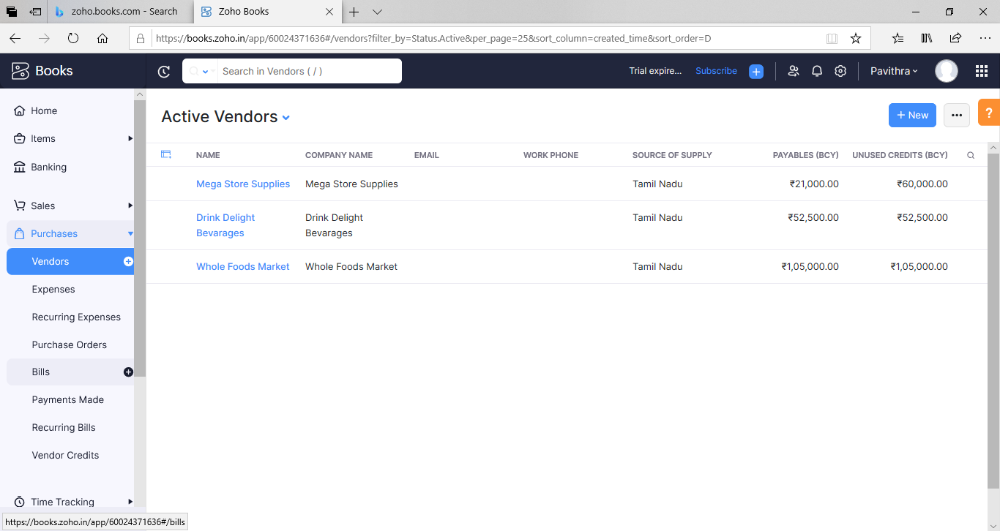 zoho.books.com - Search
Zoho Books
https://books.zoho.in/app/60024371636#/vendors?filter_by=Status.Active&per_page=25&sort_column=created_time&sort_order=D
Books
Search in Vendors ( / )
Trial expire...
Subscribe
Pavithra
Home
Items
Banking
Sales
Purchases
Vendors
Expenses
Recurring Expenses
Purchase Orders
Bills
Payments Made
Recurring Bills
Vendor Credits
Time Tracking
https://books.zoho.in/app/60024371636#/bills
Active Vendors
+ New
?
NAME COMPANY NAME EMAIL WORK PHONE SOURCE OF SUPPLY PAYABLES (BCY) UNUSED CREDITS (BCY)
Mega Store Supplies Mega Store Supplies Tamil Nadu ₹21,000.00 ₹60,000.00
Drink Delight Drink Delight Tamil Nadu ₹52,500.00 ₹52,500.00
Bevarages Bevarages
Whole Foods Market Whole Foods Market Tamil Nadu ₹1,05,000.00 ₹1,05,000.00